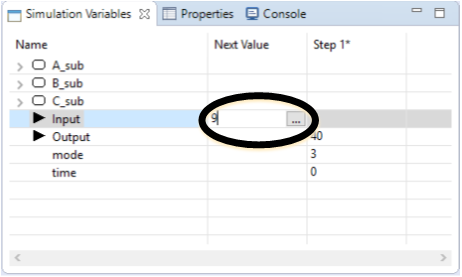 Simulation Variables Properties Console
Name Next Value Step 1*
A_sub
B_sub
C_sub
Input 9 ...
Output 40
mode 3
time 0